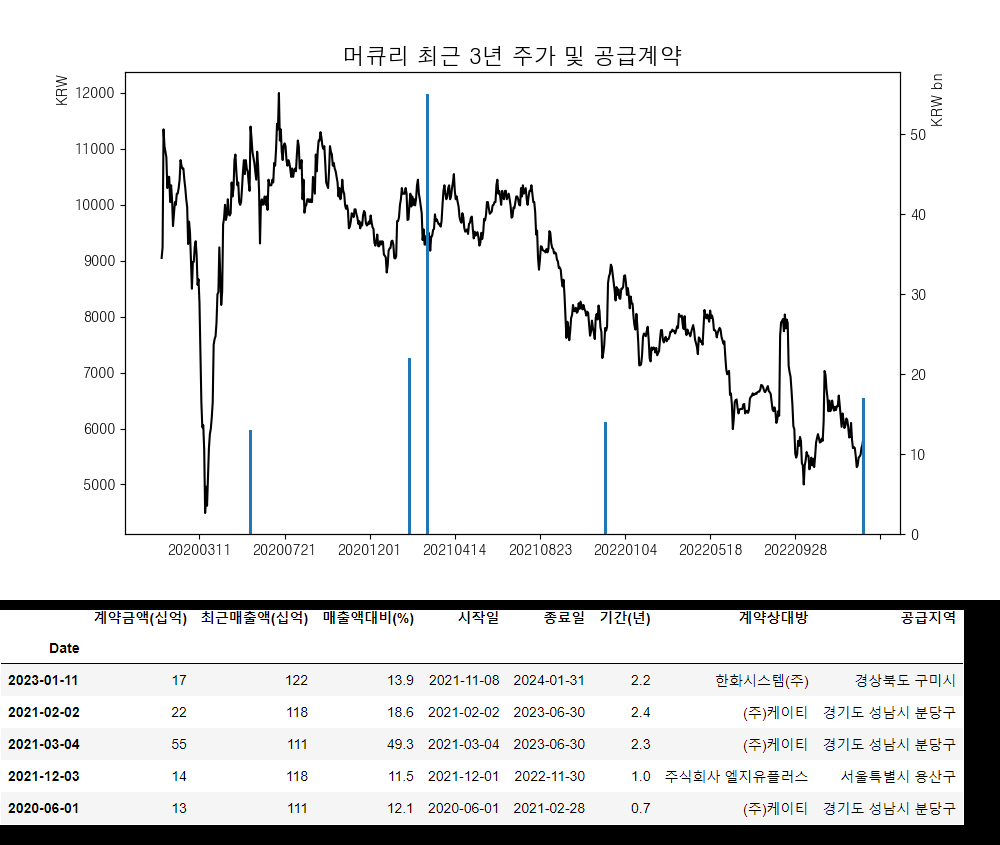 머큐리 최근 3년 주가 및 공급계약
KRW
KRW bn
12000
11000
10000
9000
8000
7000
6000
5000
50
40
30
20
10
0
20200311 20200721 20201201 20210414 20210823 20220104 20220518 20220928
계약금액(십억) 최근매출액(십억) 매출액대비(%) 시작일 종료일 기간(년) 계약상대방 공급지역
Date
2023-01-11 17 122 13.9 2021-11-08 2024-01-31 2.2 한화시스템(주) 경상북도 구미시
2021-02-02 22 118 18.6 2021-02-02 2023-06-30 2.4 (주)케이티 경기도 성남시 분당구
2021-03-04 55 111 49.3 2021-03-04 2023-06-30 2.3 (주)케이티 경기도 성남시 분당구
2021-12-03 14 118 11.5 2021-12-01 2022-11-30 1.0 주식회사 엘지유플러스 서울특별시 용산구
2020-06-01 13 111 12.1 2020-06-01 2021-02-28 0.7 (주)케이티 경기도 성남시 분당구